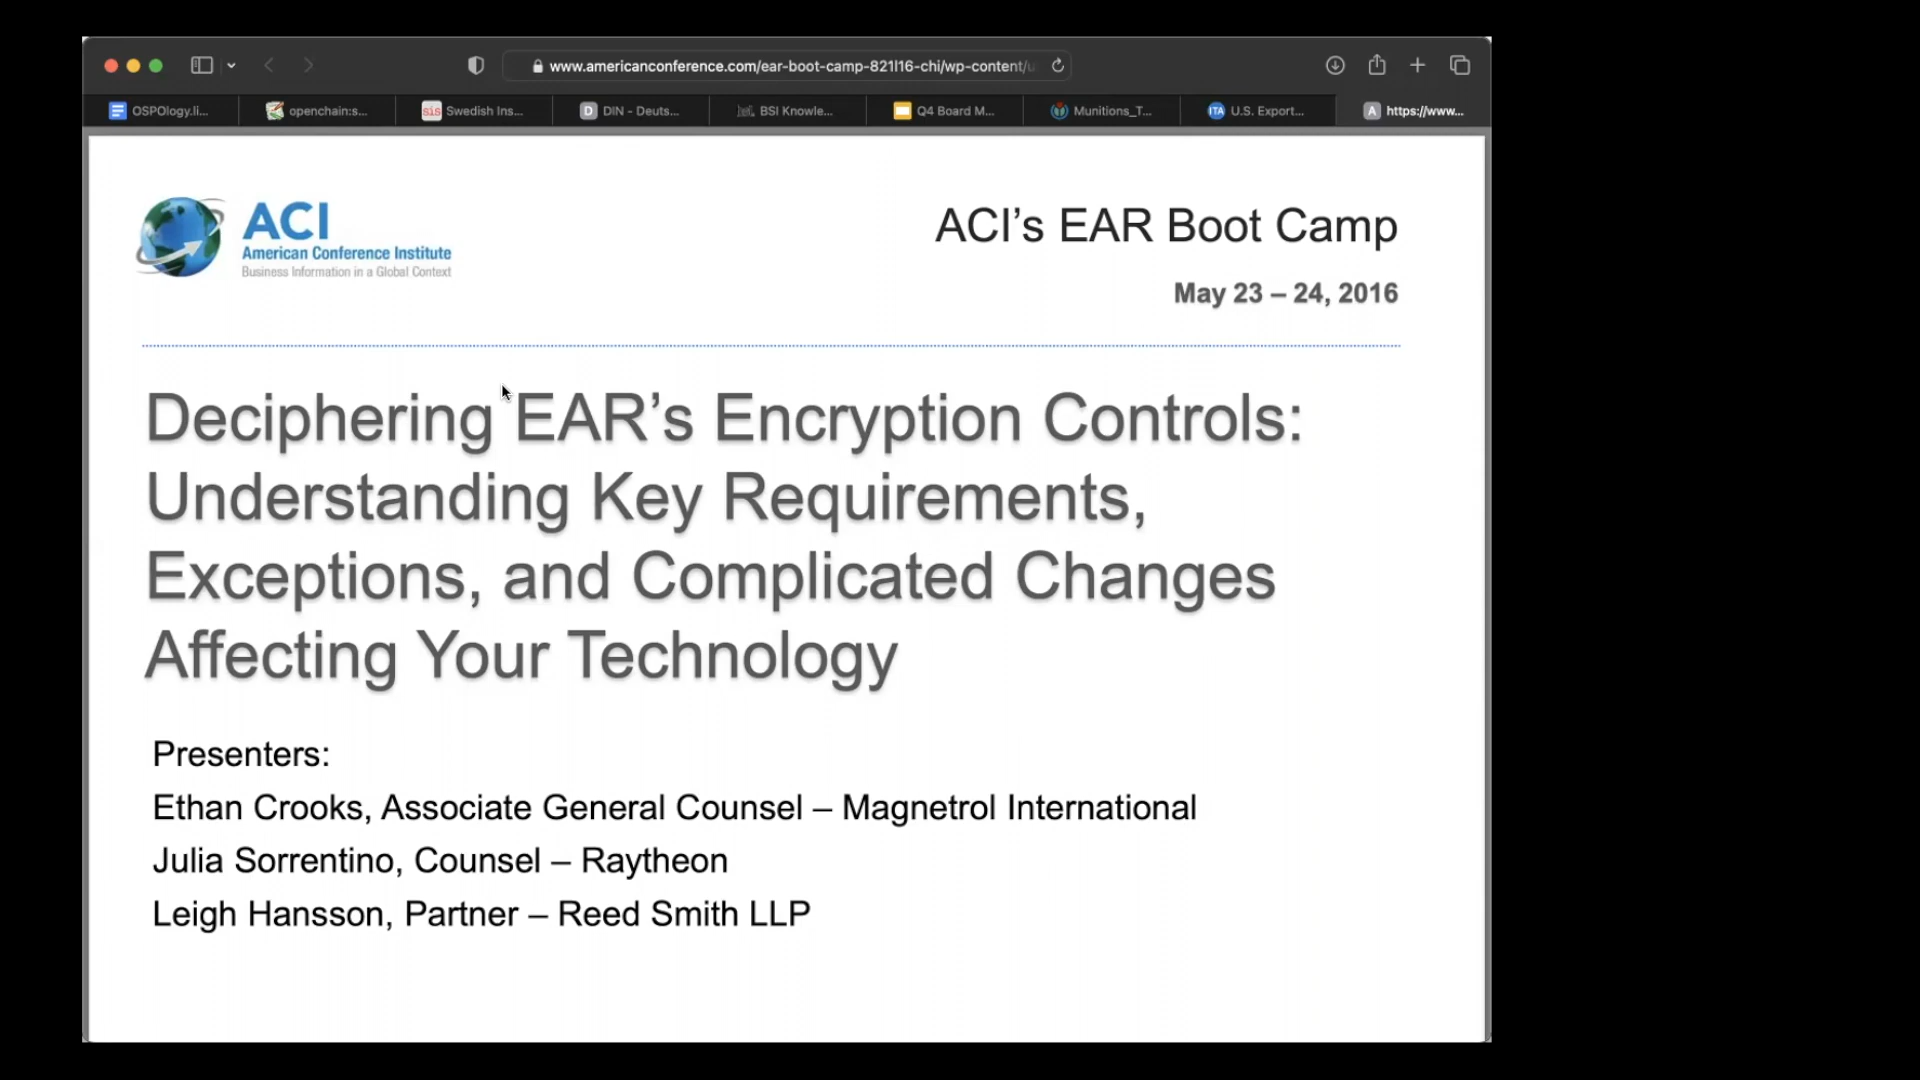 www.americanconference.com/ear-boot-camp-821l16-chi/wp-content/
OSPOlogy.li...
openchain:s...
sis Swedish Ins...
D DIN - Deuts...
bsi. BSI Knowle...
Q4 Board M...
Munitions_T...
ITA U.S. Export...
A https://www...
ACI
American Conference Institute
Business Information in a Global Context
ACI’s EAR Boot Camp
May 23 – 24, 2016
Deciphering EAR’s Encryption Controls:
Understanding Key Requirements,
Exceptions, and Complicated Changes
Affecting Your Technology
Presenters:
Ethan Crooks, Associate General Counsel – Magnetrol International
Julia Sorrentino, Counsel – Raytheon
Leigh Hansson, Partner – Reed Smith LLP